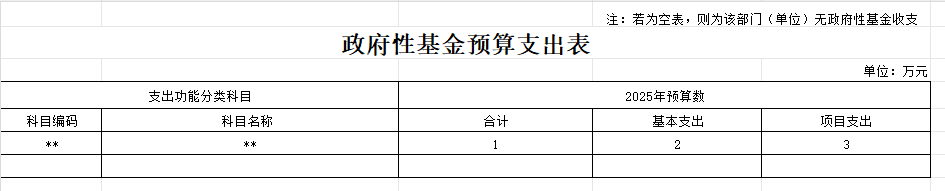 注：若为空表，则为该部门（单位）无政府性基金收支
政府性基金预算支出表
单位：万元
支出功能分类科目 2025年预算数
科目编码 科目名称 合计 基本支出 项目支出
** ** 1 2 3